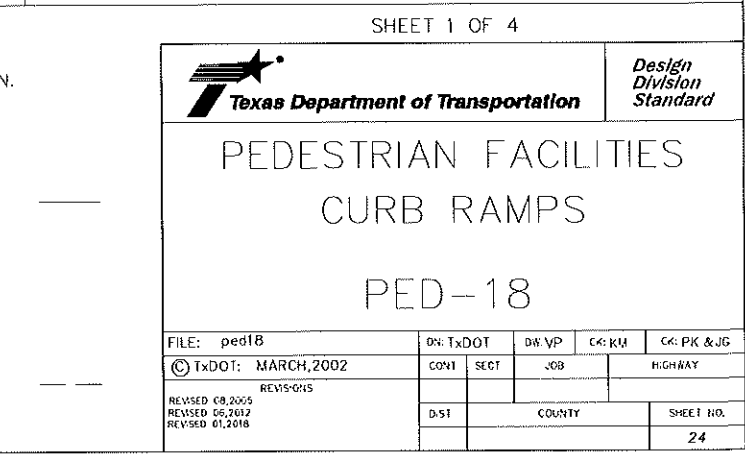 SHEET 1 OF 4
N.
Texas Department of Transportation
Design
Division
Standard
PEDESTRIAN FACILITIES
CURB RAMPS
PED-18
FILE: ped18
DN: TxDOT
DW: VP
CK: KM
CK: PK & JG
© TxDOT: MARCH,2002
CONT
SECT
JOB
HIGHWAY
REVISIONS
REVISED 08,2005
REVISED 06,2012
REVISED 01,2018
DIST
COUNTY
SHEET NO.
24